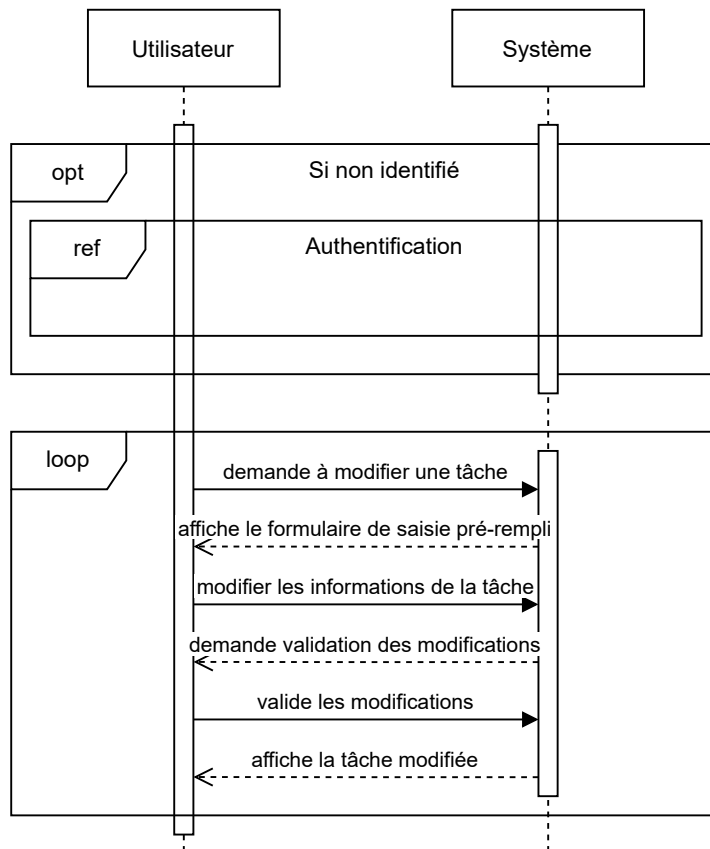 Utilisateur
Système
opt
Si non identifié
ref
Authentification
loop
demande à modifier une tâche
affiche le formulaire de saisie pré-rempli
modifier les informations de la tâche
demande validation des modifications
valide les modifications
affiche la tâche modifiée